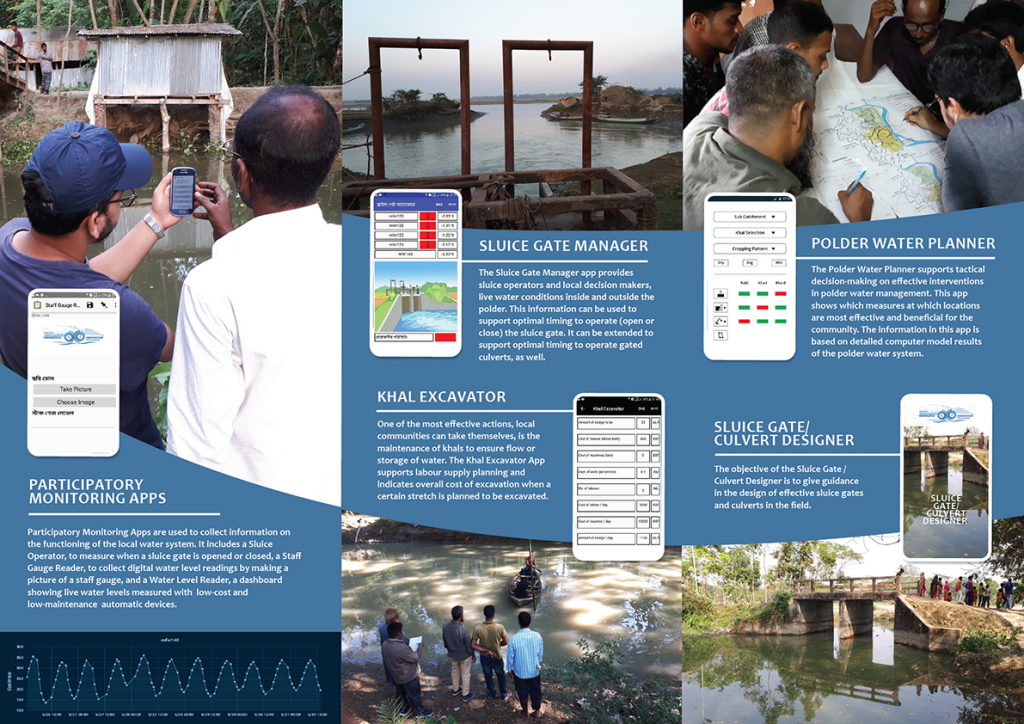 Staff Gauge R...
ছবি তোল
Take Picture
Choose Image
PARTICIPATORY
MONITORING APPS
Participatory Monitoring Apps are used to collect information on
the functioning of the local water system. It includes a Sluice
Operator, to measure when a sluice gate is opened or closed, a Staff
Gauge Reader, to collect digital water level readings by making a
picture of a staff gauge, and a Water Level Reader, a dashboard
showing live water levels measured with low-cost and
low-maintenance automatic devices.
SLUICE GATE MANAGER
The Sluice Gate Manager app provides
sluice operators and local decision makers,
live water conditions inside and outside the
polder. This information can be used to
support optimal timing to operate (open or
close) the sluice gate. It can be extended to
support optimal timing to operate gated
culverts, as well.
KHAL EXCAVATOR
One of the most effective actions, local
communities can take themselves, is the
maintenance of khals to ensure flow or
storage of water. The Khal Excavator App
supports labour supply planning and
indicates overall cost of excavation when a
certain stretch is planned to be excavated.
Khal Excavator
Sub Catchment
Khal Selection
Cropping Pattern
Dry
Avg
Wet
POLDER WATER PLANNER
The Polder Water Planner supports tactical
decision-making on effective interventions
in polder water management. This app
shows which measures at which locations
are most effective and beneficial for the
community. The information in this app is
based on detailed computer model results
of the polder water system.
SLUICE GATE/
CULVERT DESIGNER
The objective of the Sluice Gate /
Culvert Designer is to give guidance
in the design of effective sluice gates
and culverts in the field.
SLUICE
GATE/
CULVERT
DESIGNER